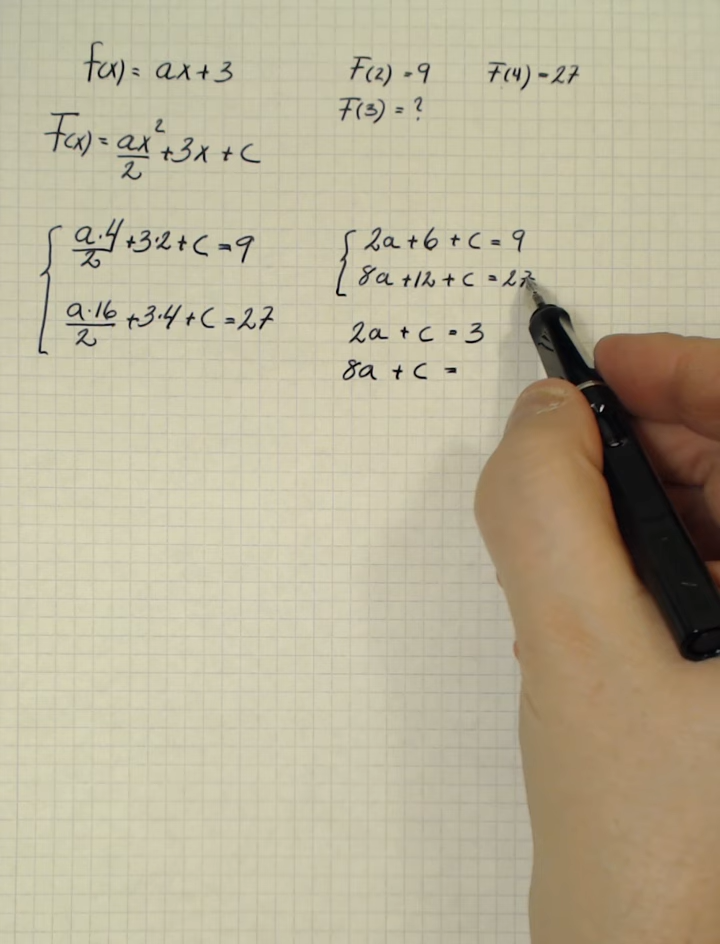 f(x) = ax + 3
F(2) = 9 F(4) = 27
F(3) = ?
F(x) = ax²/2 + 3x + C
a·4/2 + 3·2 + C = 9
a·16/2 + 3·4 + C = 27
2a + 6 + C = 9
8a + 12 + C = 27
2a + C = 3
8a + C =